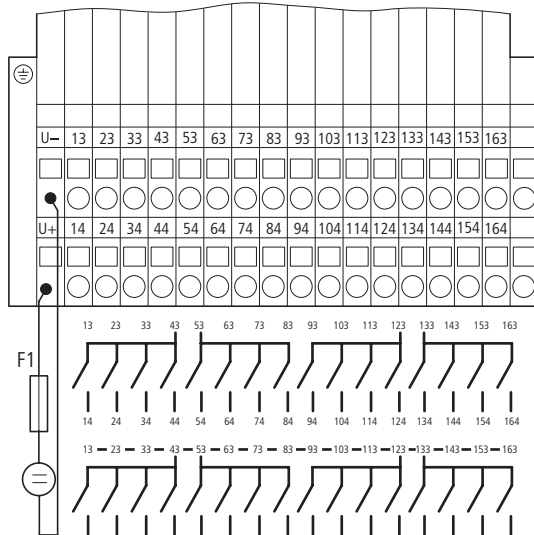 U− 13 23 33 43 53 63 73 83 93 103 113 123 133 143 153 163
U+ 14 24 34 44 54 64 74 84 94 104 114 124 134 144 154 164
13 23 33 43 53 63 73 83 93 103 113 123 133 143 153 163
F1
14 24 34 44 54 64 74 84 94 104 114 124 134 144 154 164
13 23 33 43 53 63 73 83 93 103 113 123 133 143 153 163